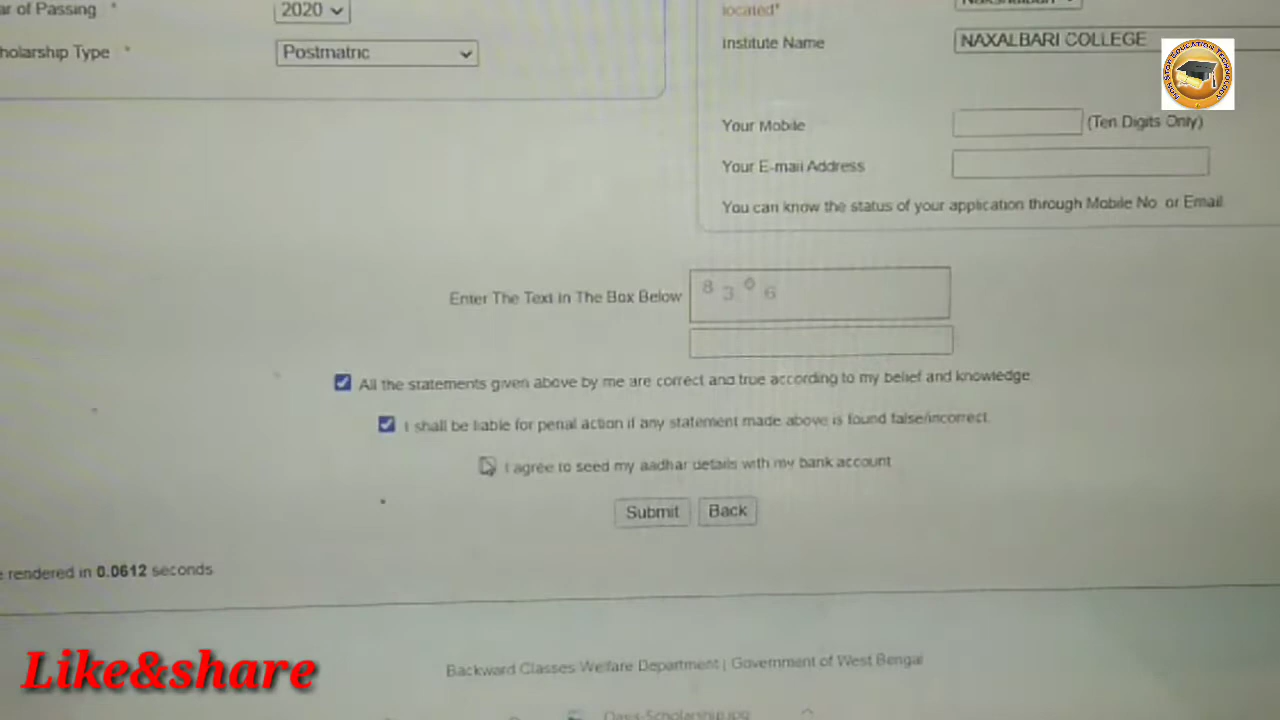 ar of Passing * 2020
located*
holarship Type * Postmatric
Institute Name NAXALBARI COLLEGE
NON STOP EDUCATION TECHNOLOGY
Your Mobile (Ten Digits Only)
Your E-mail Address
You can know the status of your application through Mobile No. or Email.
Enter The Text In The Box Below 8 3 0 6
All the statements given above by me are correct and true according to my belief and knowledge.
I shall be liable for penal action if any statement made above is found false/incorrect.
I agree to seed my aadhar details with my bank account
Submit Back
e rendered in 0.0612 seconds
Like&share
Backward Classes Welfare Department | Government of West Bengal